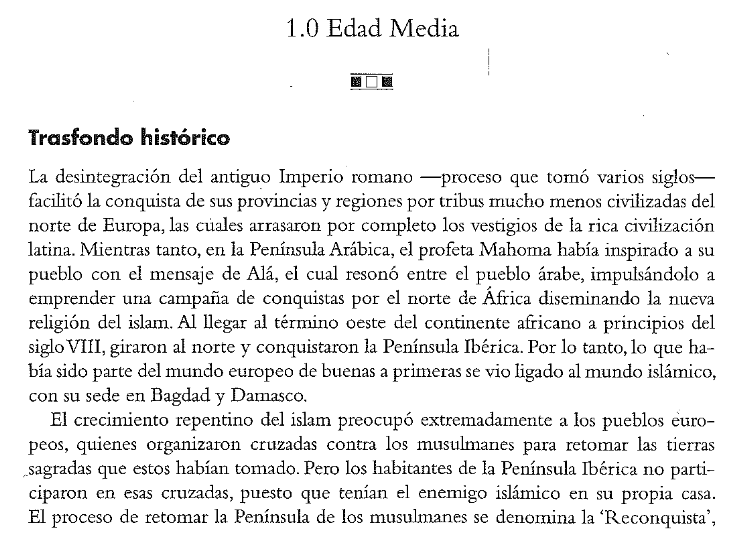 1.0 Edad Media
Trasfondo histórico
La desintegración del antiguo Imperio romano —proceso que tomó varios siglos—
facilitó la conquista de sus provincias y regiones por tribus mucho menos civilizadas del
norte de Europa, las cuales arrasaron por completo los vestigios de la rica civilización
latina. Mientras tanto, en la Península Arábica, el profeta Mahoma había inspirado a su
pueblo con el mensaje de Alá, el cual resonó entre el pueblo árabe, impulsándolo a
emprender una campaña de conquistas por el norte de África diseminando la nueva
religión del islam. Al llegar al término oeste del continente africano a principios del
siglo VIII, giraron al norte y conquistaron la Península Ibérica. Por lo tanto, lo que ha-
bía sido parte del mundo europeo de buenas a primeras se vio ligado al mundo islámico,
con su sede en Bagdad y Damasco.
El crecimiento repentino del islam preocupó extremadamente a los pueblos euro-
peos, quienes organizaron cruzadas contra los musulmanes para retomar las tierras
sagradas que estos habían tomado. Pero los habitantes de la Península Ibérica no parti-
ciparon en esas cruzadas, puesto que tenían el enemigo islámico en su propia casa.
El proceso de retomar la Península de los musulmanes se denomina la ‘Reconquista’,